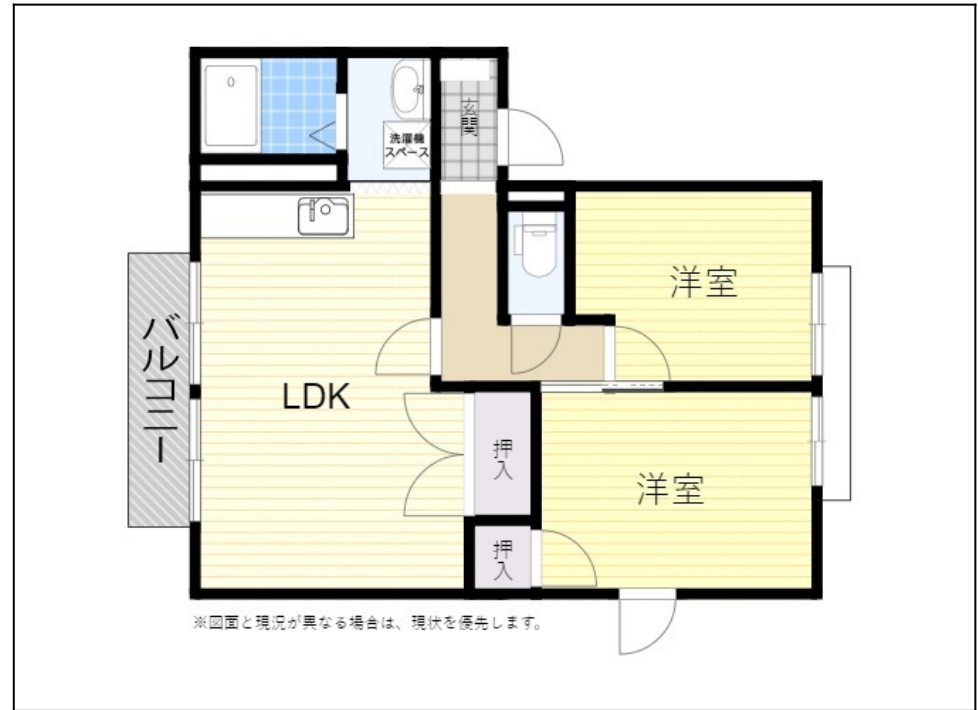 玄関
洗濯機
スペース
洋室
バルコニー
LDK
押入
洋室
押入
※図面と現況が異なる場合は、現状を優先します。